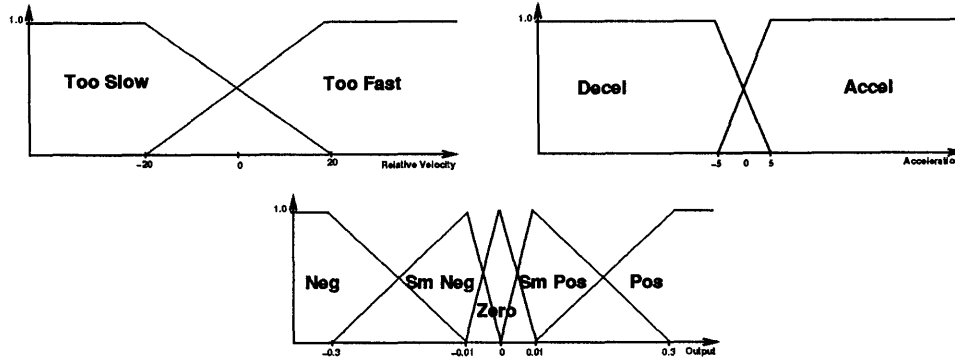 1.0
Too Slow
Too Fast
-20
0
20
Relative Velocity
1.0
Decel
Accel
-5
0
5
Acceleration
1.0
Neg
Sm Neg
Zero
Sm Pos
Pos
-0.3
-0.01
0
0.01
0.3
Output